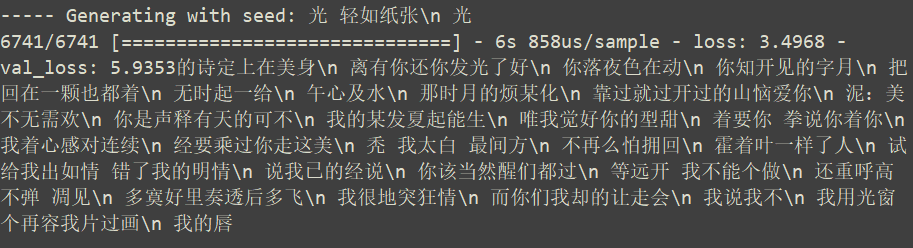 ----- Generating with seed: 光 轻如纸张\n 光
6741/6741 [==============================] - 6s 858us/sample - loss: 3.4968 -
val_loss: 5.9353的诗定上在美身\n 离有你还你发光了好\n 你落夜色在动\n 你知开见的字月\n 把
回在一颗也都着\n 无时起一给\n 午心及水\n 那时月的烦某化\n 靠过就过开过的山恼爱你\n 泥：美
不无需欢\n 你是声释有天的可不\n 我的某发夏起能生\n 唯我觉好你的型甜\n 着要你 拳说你着你\n
我着心感对连续\n 经要乘过你走这美\n 秃 我太白 最间方\n 不再么怕拥回\n 霍着叶一样了人\n 试
给我出如情 错了我的明情\n 说我已的经说\n 你该当然醒们都过\n 等远开 我不能个做\n 还重呼高
不弹 凋见\n 多寞好里奏透后多飞\n 我很地突狂情\n 而你们我却的让走会\n 我说我不\n 我用光窗
个再容我片过画\n 我的唇